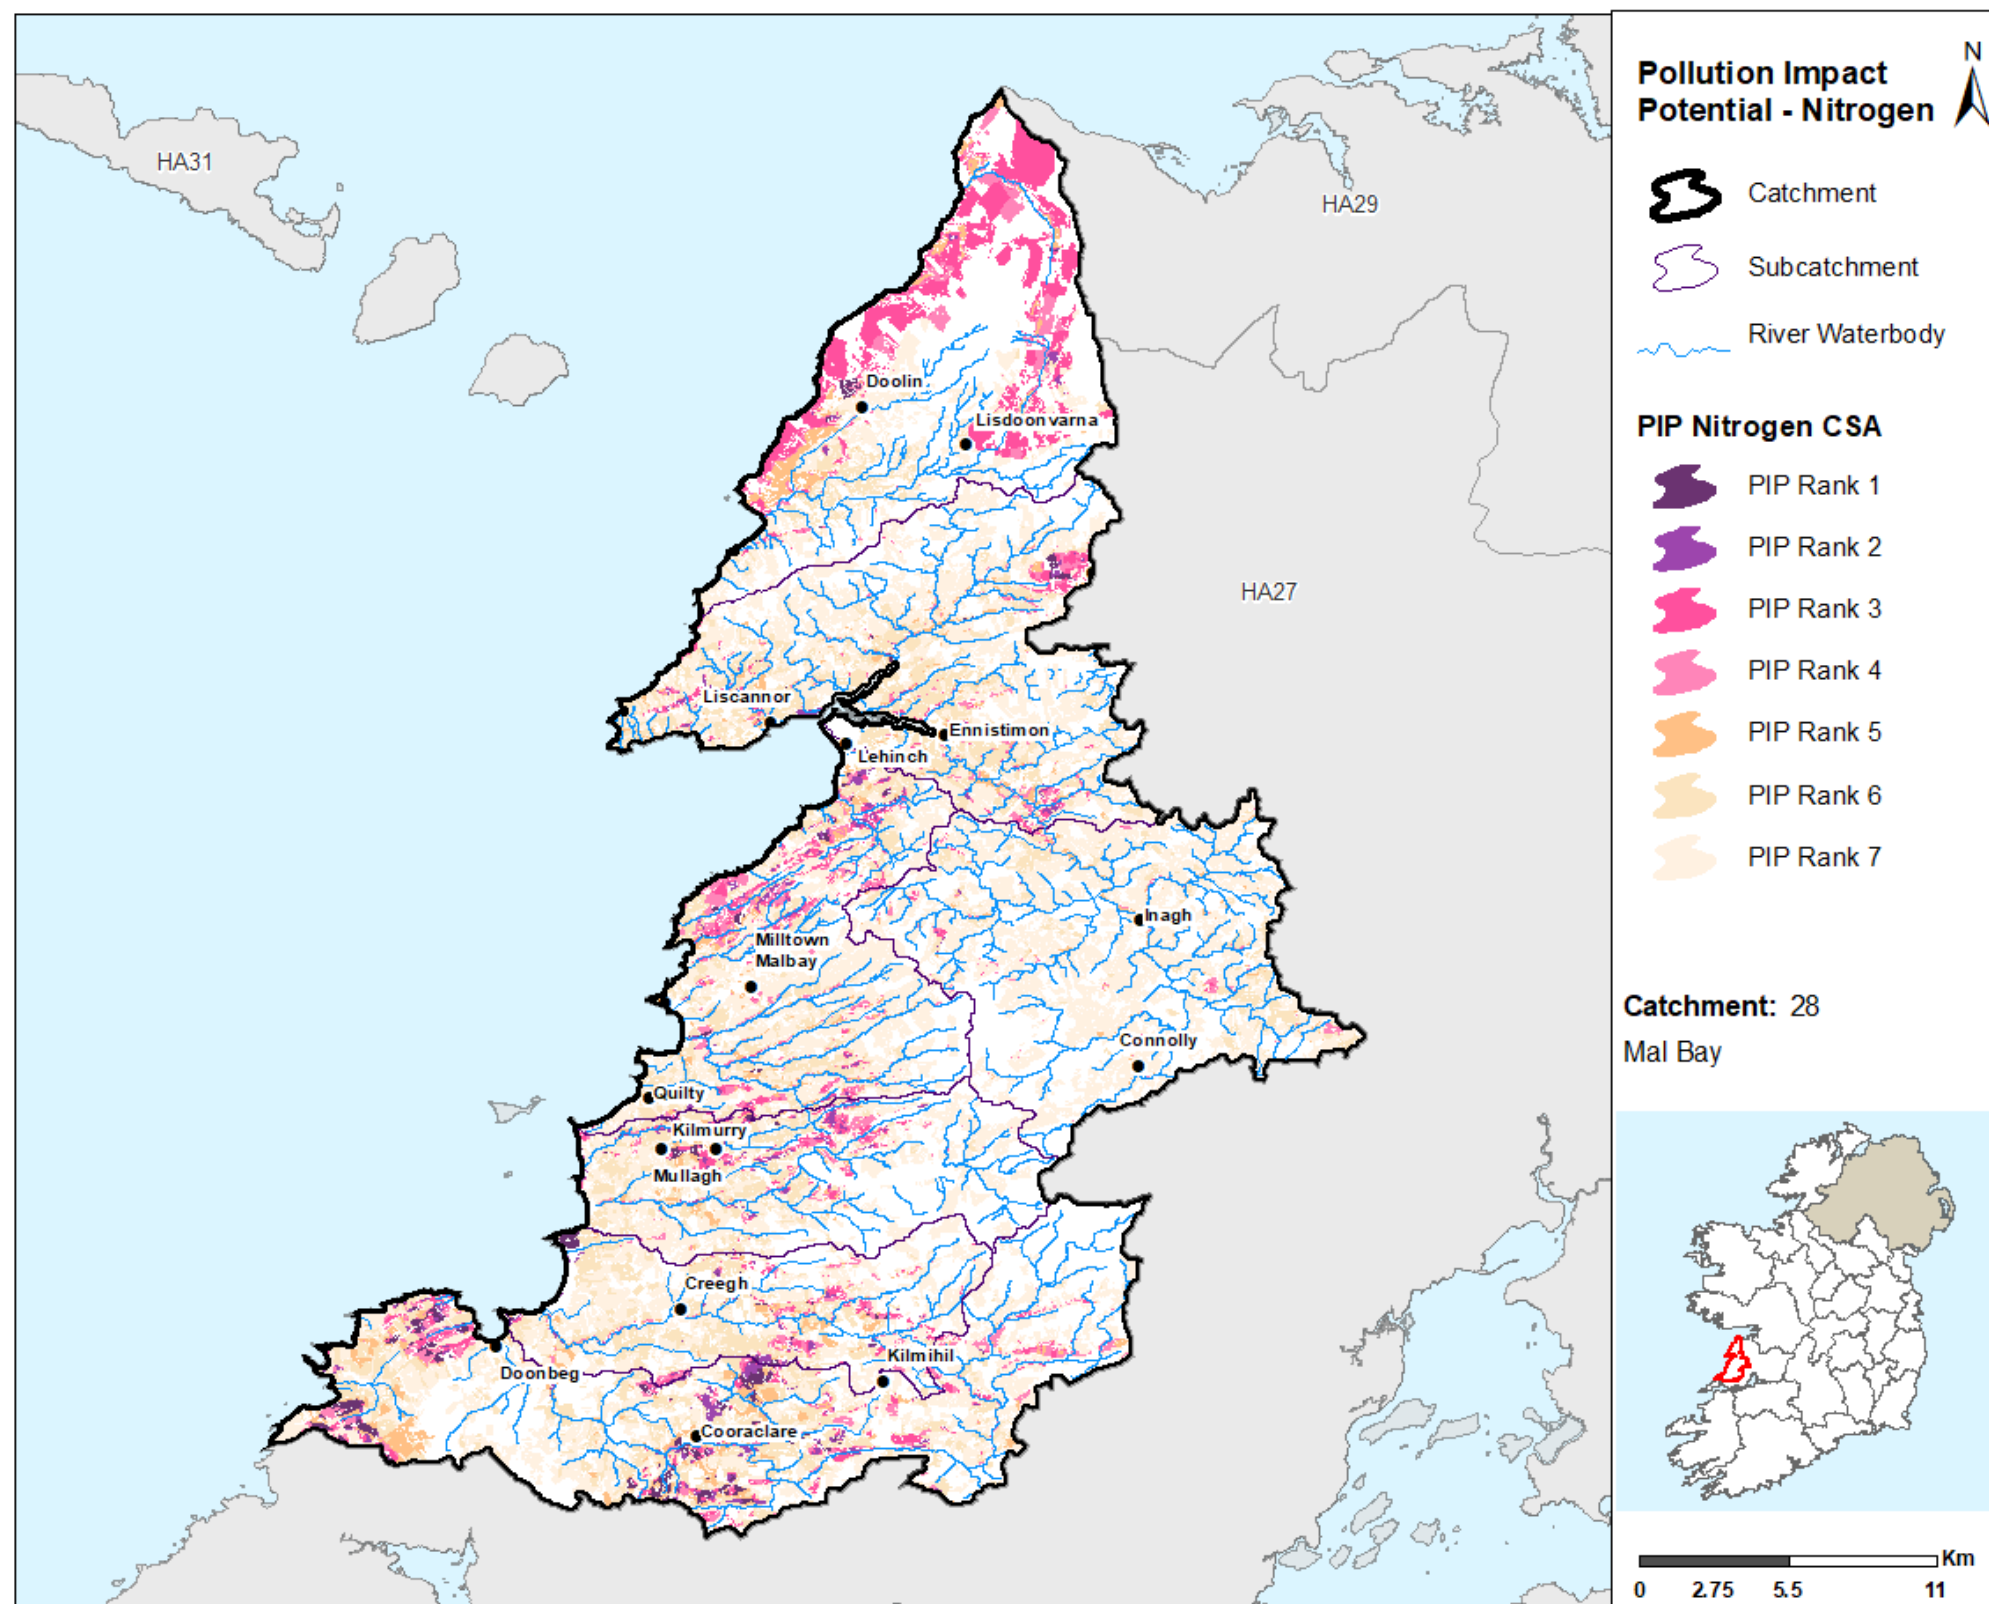 HA31
HA29
HA27
Doolin
Lisdoonvarna
Liscannor
Ennistimon
Lehinch
Inagh
Milltown
Malbay
Connolly
Quilty
Kilmurry
Mullagh
Creegh
Kilmihil
Doonbeg
Cooraclare
N
Pollution Impact
Potential - Nitrogen
Catchment
Subcatchment
River Waterbody
PIP Nitrogen CSA
PIP Rank 1
PIP Rank 2
PIP Rank 3
PIP Rank 4
PIP Rank 5
PIP Rank 6
PIP Rank 7
Catchment: 28
Mal Bay
Km
0 2.75 5.5 11